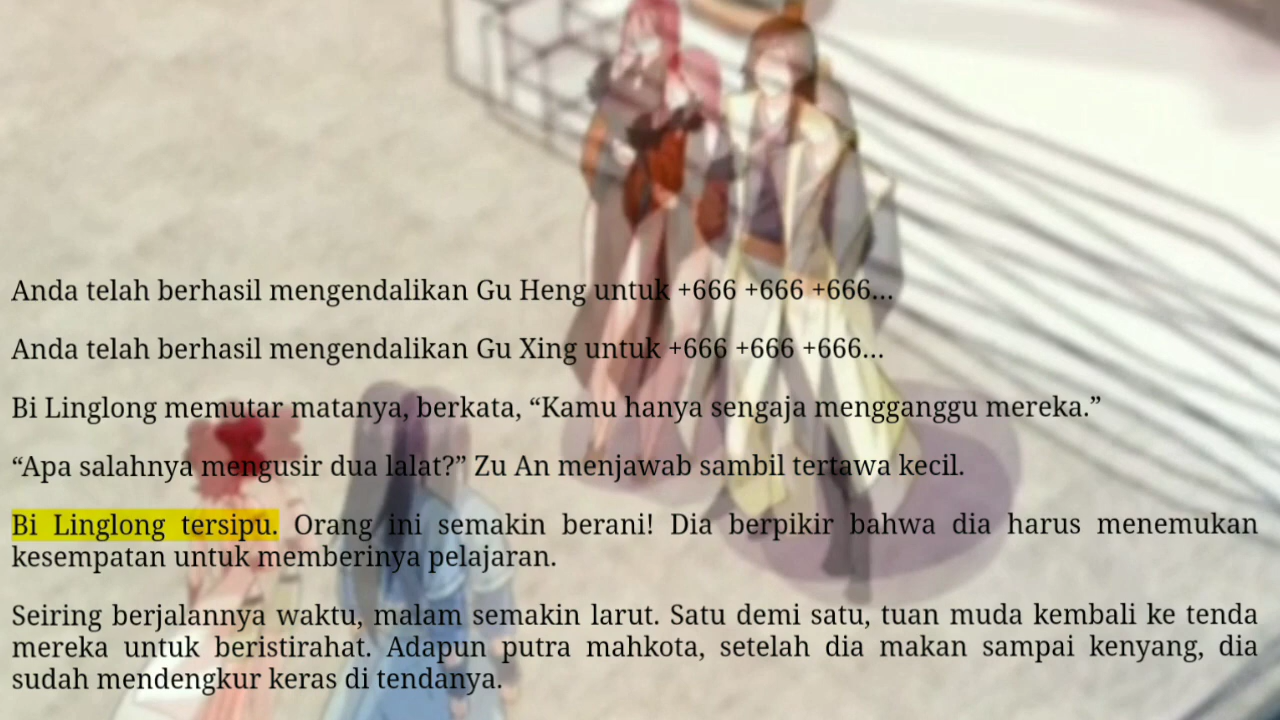 Anda telah berhasil mengendalikan Gu Heng untuk +666 +666 +666...
Anda telah berhasil mengendalikan Gu Xing untuk +666 +666 +666...
Bi Linglong memutar matanya, berkata, “Kamu hanya sengaja mengganggu mereka.”
“Apa salahnya mengusir dua lalat?” Zu An menjawab sambil tertawa kecil.
Bi Linglong tersipu. Orang ini semakin berani! Dia berpikir bahwa dia harus menemukan
kesempatan untuk memberinya pelajaran.
Seiring berjalannya waktu, malam semakin larut. Satu demi satu, tuan muda kembali ke tenda
mereka untuk beristirahat. Adapun putra mahkota, setelah dia makan sampai kenyang, dia
sudah mendengkur keras di tendanya.